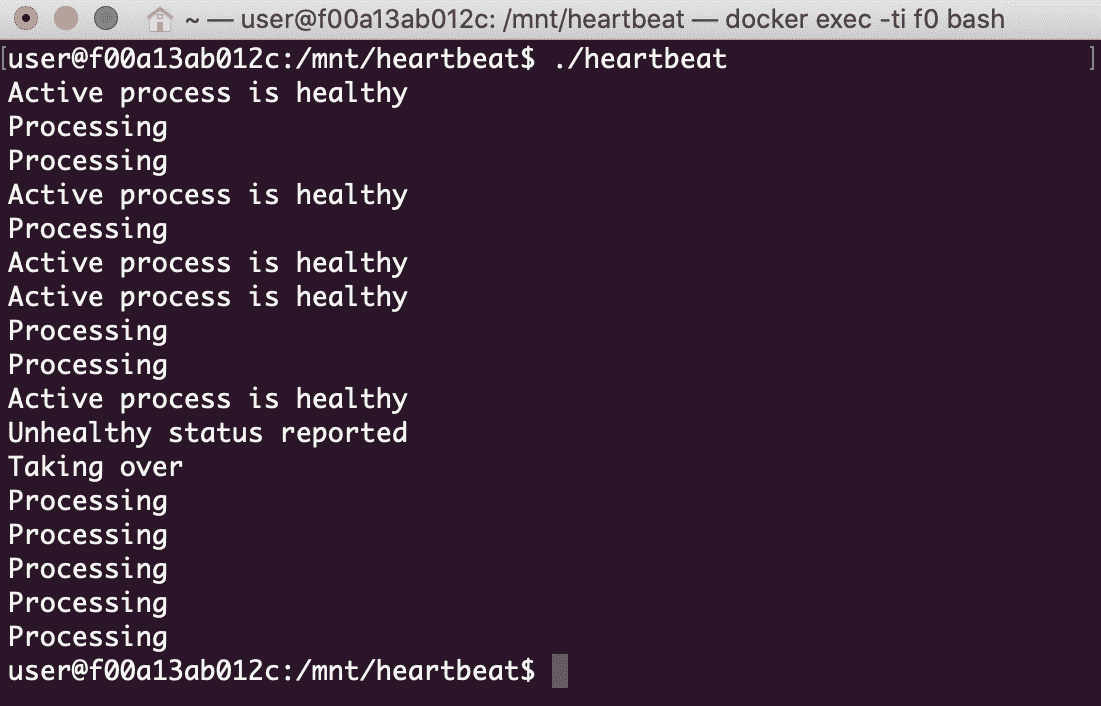 ~ — user@f00a13ab012c: /mnt/heartbeat — docker exec -ti f0 bash
[user@f00a13ab012c:/mnt/heartbeat$ ./heartbeat ]
Active process is healthy
Processing
Processing
Active process is healthy
Processing
Active process is healthy
Active process is healthy
Processing
Processing
Active process is healthy
Unhealthy status reported
Taking over
Processing
Processing
Processing
Processing
Processing
user@f00a13ab012c:/mnt/heartbeat$